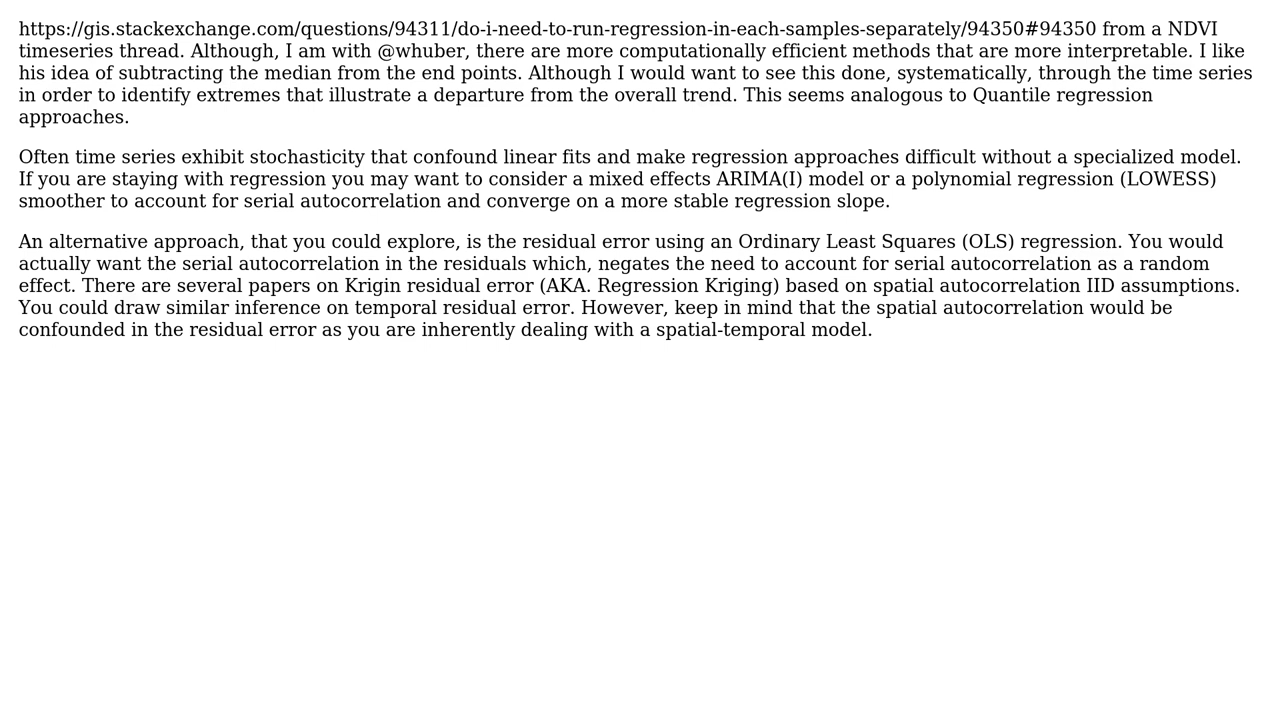 https://gis.stackexchange.com/questions/94311/do-i-need-to-run-regression-in-each-samples-separately/94350#94350 from a NDVI
timeseries thread. Although, I am with @whuber, there are more computationally efficient methods that are more interpretable. I like
his idea of subtracting the median from the end points. Although I would want to see this done, systematically, through the time series
in order to identify extremes that illustrate a departure from the overall trend. This seems analogous to Quantile regression
approaches.
Often time series exhibit stochasticity that confound linear fits and make regression approaches difficult without a specialized model.
If you are staying with regression you may want to consider a mixed effects ARIMA(I) model or a polynomial regression (LOWESS)
smoother to account for serial autocorrelation and converge on a more stable regression slope.
An alternative approach, that you could explore, is the residual error using an Ordinary Least Squares (OLS) regression. You would
actually want the serial autocorrelation in the residuals which, negates the need to account for serial autocorrelation as a random
effect. There are several papers on Krigin residual error (AKA. Regression Kriging) based on spatial autocorrelation IID assumptions.
You could draw similar inference on temporal residual error. However, keep in mind that the spatial autocorrelation would be
confounded in the residual error as you are inherently dealing with a spatial-temporal model.